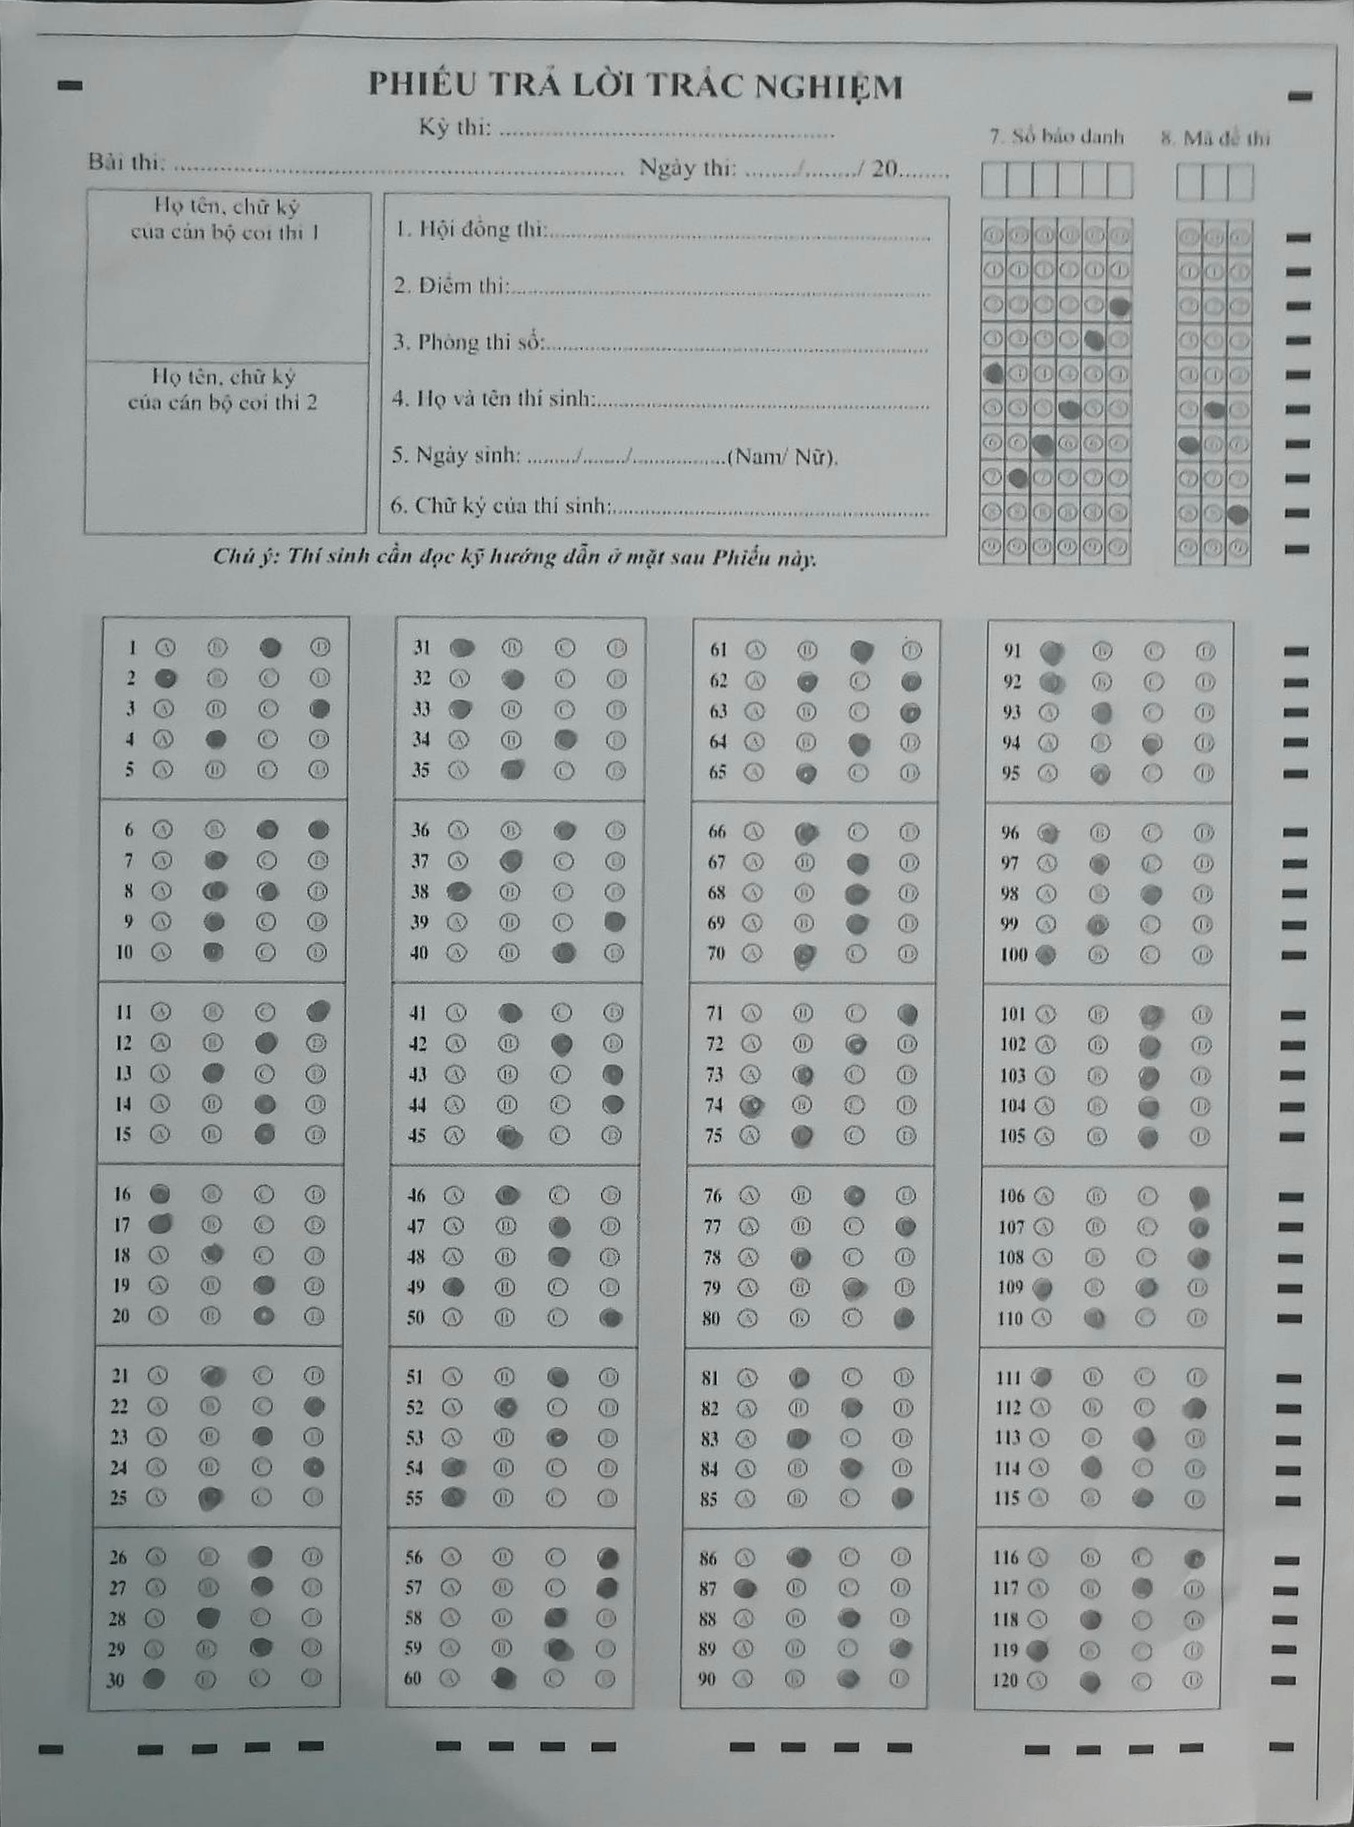 PHIẾU TRẢ LỜI TRẮC NGHIỆM
Kỳ thi:
Bài thi: Ngày thi: ......../......../ 20........
7. Số báo danh 8. Mã đề thi
Họ tên, chữ ký
của cán bộ coi thi 1
Họ tên, chữ ký
của cán bộ coi thi 2
1. Hội đồng thi:
2. Điểm thi:
3. Phòng thi số:
4. Họ và tên thí sinh:
5. Ngày sinh: ......../......../................(Nam/ Nữ).
6. Chữ ký của thí sinh:
Chú ý: Thí sinh cần đọc kỹ hướng dẫn ở mặt sau Phiếu này.
1 A B D
2 B C D
3 A B C
4 A C D
5 A B C D
6 A B
7 A C D
8 A D
9 A C D
10 A C D
11 A B C
12 A B D
13 A C D
14 A B D
15 A B D
16 B C D
17 B C D
18 A C D
19 A B D
20 A B D
21 A C D
22 A B C
23 A B D
24 A B C
25 A C D
26 A B D
27 A B D
28 A C D
29 A B D
30 B C D
31 B C D
32 A C D
33 B C D
34 A B D
35 A C D
36 A B D
37 A C D
38 B C D
39 A B C
40 A B D
41 A C D
42 A B D
43 A B C
44 A B C
45 A C D
46 A C D
47 A B D
48 A B D
49 B C D
50 A B C
51 A B D
52 A C D
53 A B D
54 B C D
55 B C D
56 A B C
57 A B C
58 A B D
59 A B D
60 A C D
61 A B D
62 A C
63 A B C
64 A B D
65 A C D
66 A C D
67 A B D
68 A B D
69 A B D
70 A C D
71 A B C
72 A B D
73 A C D
74 B C D
75 A C D
76 A B D
77 A B C
78 A C D
79 A B D
80 A B C
81 A C D
82 A B D
83 A C D
84 A B D
85 A B C
86 A C D
87 B C D
88 A B D
89 A B C
90 A B D
91 B C D
92 B C D
93 A C D
94 A B D
95 A C D
96 B C D
97 A C D
98 A B D
99 A C D
100 B C D
101 A B D
102 A B D
103 A B D
104 A B D
105 A B D
106 A B C
107 A B C
108 A B C
109 B D
110 A C D
111 B C D
112 A B C
113 A B D
114 A C D
115 A B D
116 A B C
117 A B D
118 A C D
119 B C D
120 A C D